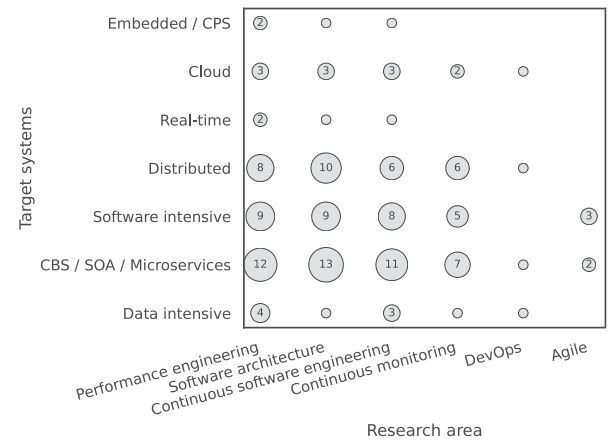 Target systems
Embedded / CPS 2
Cloud 3 3 3 2
Real-time 2
Distributed 8 10 6 6
Software intensive 9 9 8 5 3
CBS / SOA / Microservices 12 13 11 7 2
Data intensive 4 3
Performance engineering
Software architecture
Continuous software engineering
Continuous monitoring
DevOps
Agile
Research area